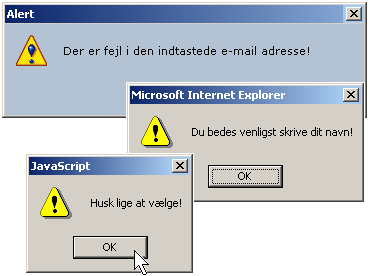 Alert
Der er fejl i den indtastede e-mail adresse!
Microsoft Internet Explorer
Du bedes venligst skrive dit navn!
OK
JavaScript
Husk lige at vælge!
OK